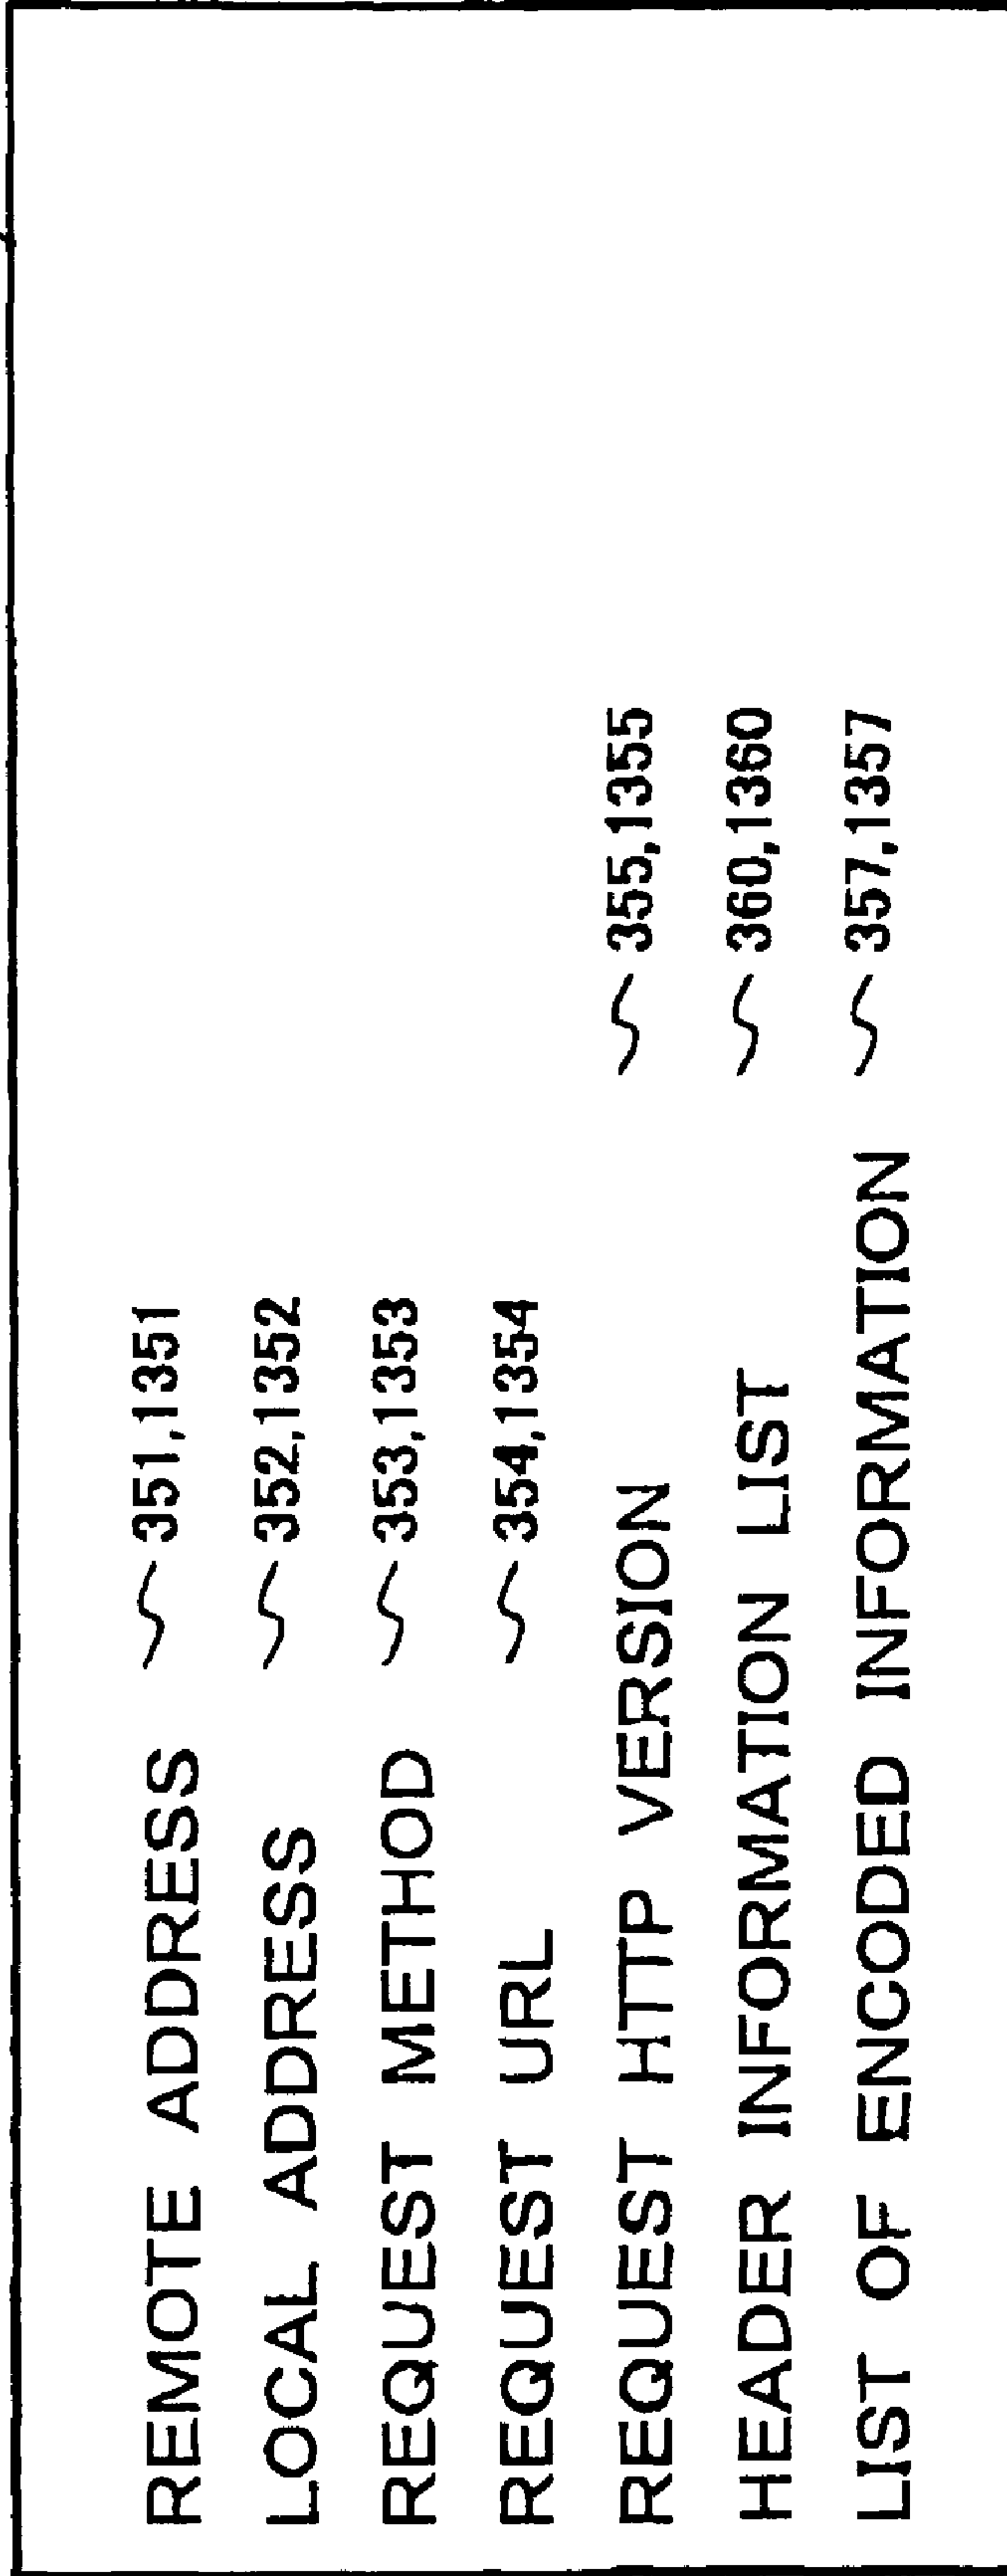 REMOTE ADDRESS 351,1351
LOCAL ADDRESS 352,1352
REQUEST METHOD 353,1353
REQUEST URL 354,1354
REQUEST HTTP VERSION 355,1355
HEADER INFORMATION LIST 360,1360
LIST OF ENCODED INFORMATION 357,1357